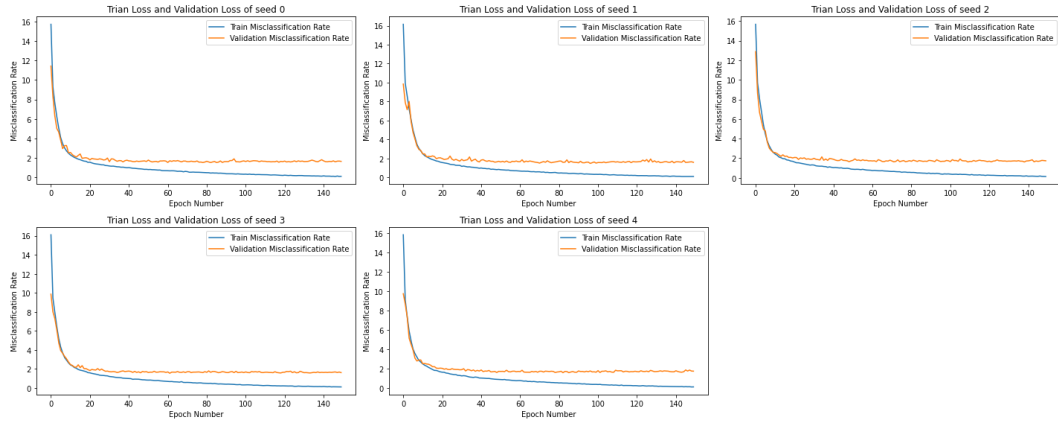 Trian Loss and Validation Loss of seed 0
Train Misclassification Rate
Validation Misclassification Rate
Misclassification Rate
16
14
12
10
8
6
4
2
0
0 20 40 60 80 100 120 140
Epoch Number
Trian Loss and Validation Loss of seed 1
Train Misclassification Rate
Validation Misclassification Rate
Misclassification Rate
16
14
12
10
8
6
4
2
0
0 20 40 60 80 100 120 140
Epoch Number
Trian Loss and Validation Loss of seed 2
Train Misclassification Rate
Validation Misclassification Rate
Misclassification Rate
16
14
12
10
8
6
4
2
0
0 20 40 60 80 100 120 140
Epoch Number
Trian Loss and Validation Loss of seed 3
Train Misclassification Rate
Validation Misclassification Rate
Misclassification Rate
16
14
12
10
8
6
4
2
0
0 20 40 60 80 100 120 140
Epoch Number
Trian Loss and Validation Loss of seed 4
Train Misclassification Rate
Validation Misclassification Rate
Misclassification Rate
16
14
12
10
8
6
4
2
0
0 20 40 60 80 100 120 140
Epoch Number